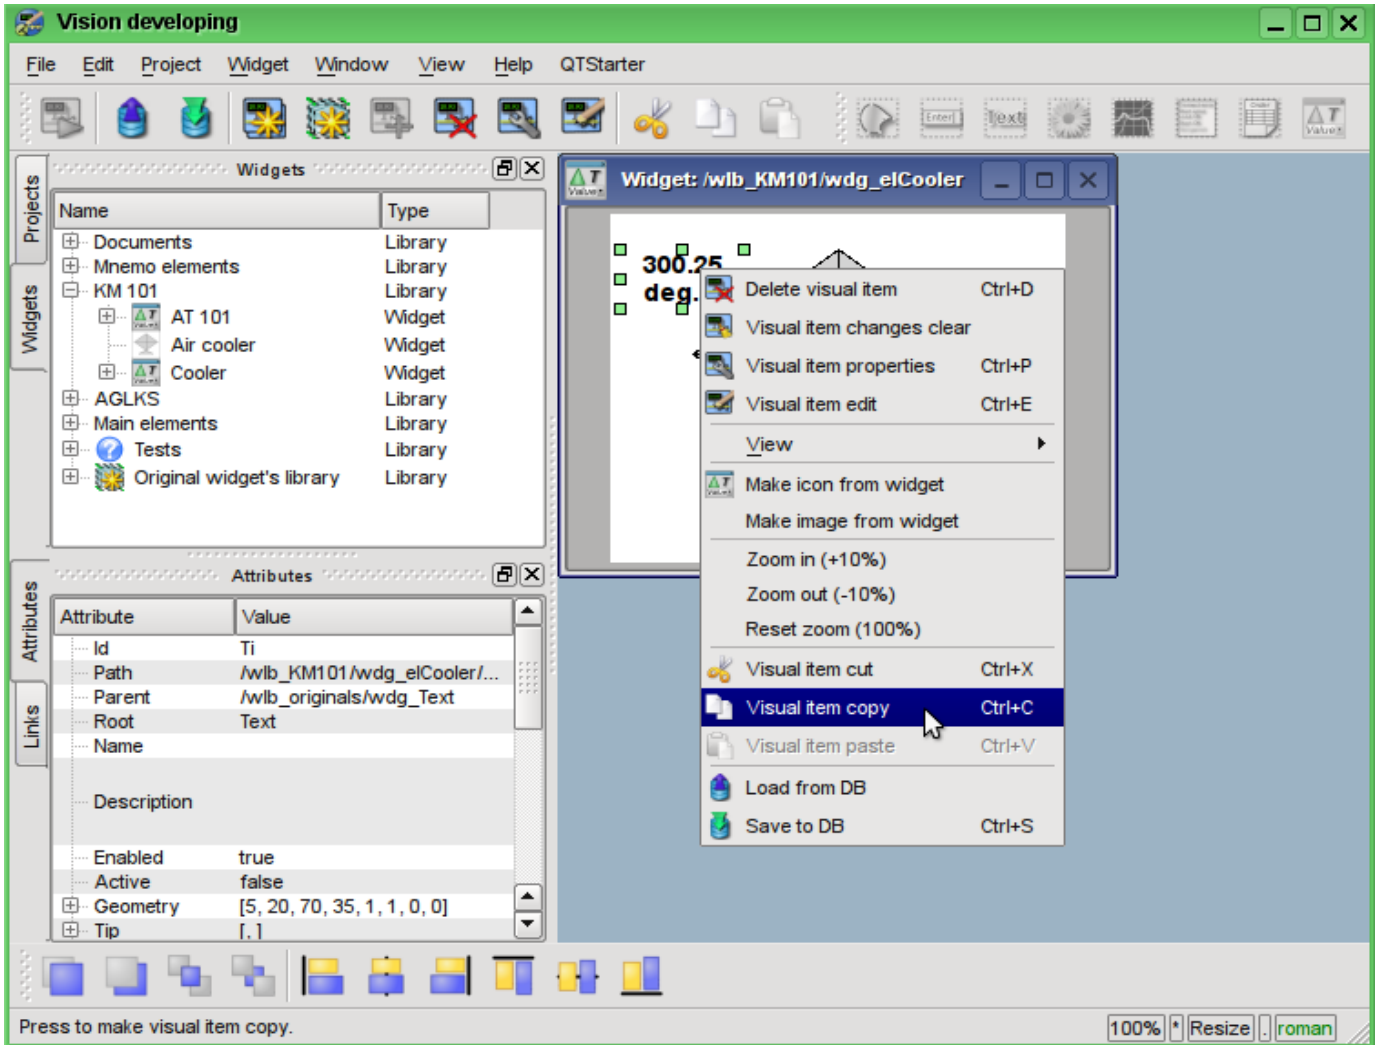 Vision developing
File Edit Project Widget Window View Help QTStarter
Enter Text Value
Projects
Widgets
Widgets
Name Type
Documents Library
Mnemo elements Library
KM 101 Library
AT 101 Widget
Air cooler Widget
Cooler Widget
AGLKS Library
Main elements Library
Tests Library
Original widget's library Library
Widget: /wlb_KM101/wdg_elCooler
300.25
deg.
Delete visual item Ctrl+D
Visual item changes clear
Visual item properties Ctrl+P
Visual item edit Ctrl+E
View
Make icon from widget
Make image from widget
Zoom in (+10%)
Zoom out (-10%)
Reset zoom (100%)
Visual item cut Ctrl+X
Visual item copy Ctrl+C
Visual item paste Ctrl+V
Load from DB
Save to DB Ctrl+S
Attributes
Links
Attributes
Attribute Value
Id Ti
Path /wlb_KM101/wdg_elCooler/...
Parent /wlb_originals/wdg_Text
Root Text
Name
Description
Enabled true
Active false
Geometry [5, 20, 70, 35, 1, 1, 0, 0]
Tip [, ]
Press to make visual item copy.
100% * Resize . roman